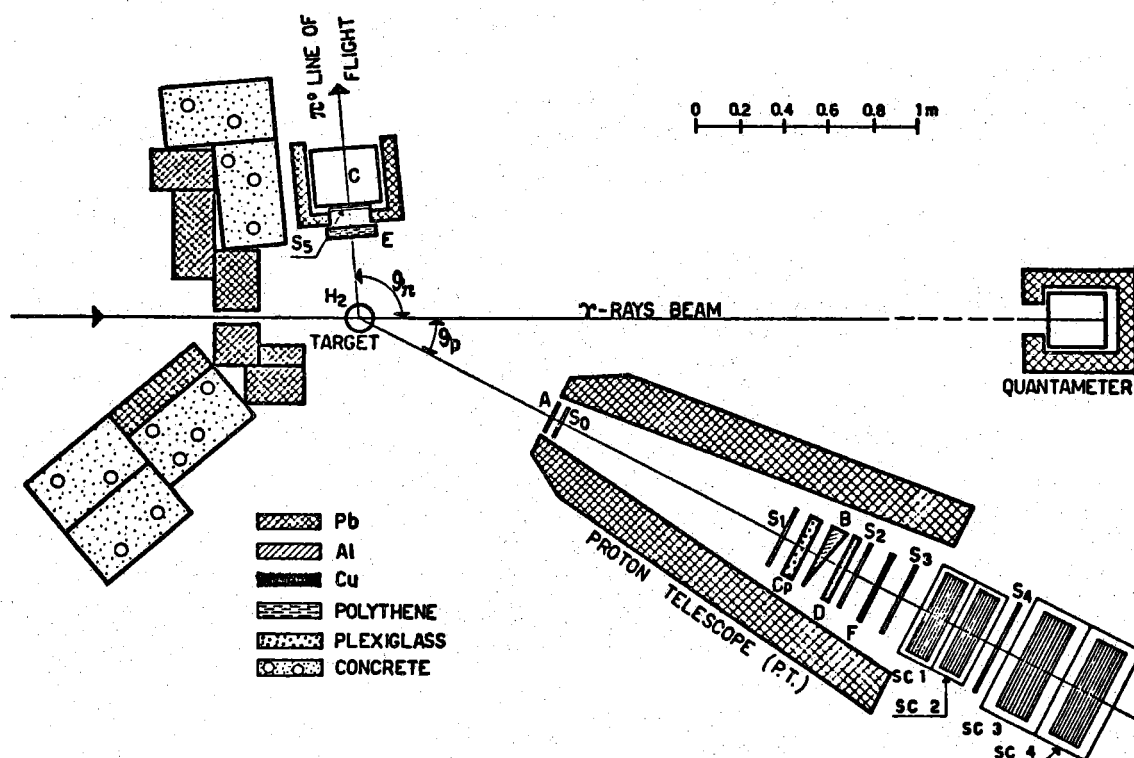 π° LINE OF
FLIGHT
0 0.2 0.4 0.6 0.8 1m
C
S5
E
H2
ϑπ
TARGET
ϑp
γ-RAYS BEAM
QUANTAMETER
A
S0
PROTON TELESCOPE (P.T.)
S1
Cp
B
D
S2
F
S3
SC 1
SC 2
S4
SC 3
SC 4
Pb
Al
Cu
POLYTHENE
PLEXIGLASS
CONCRETE